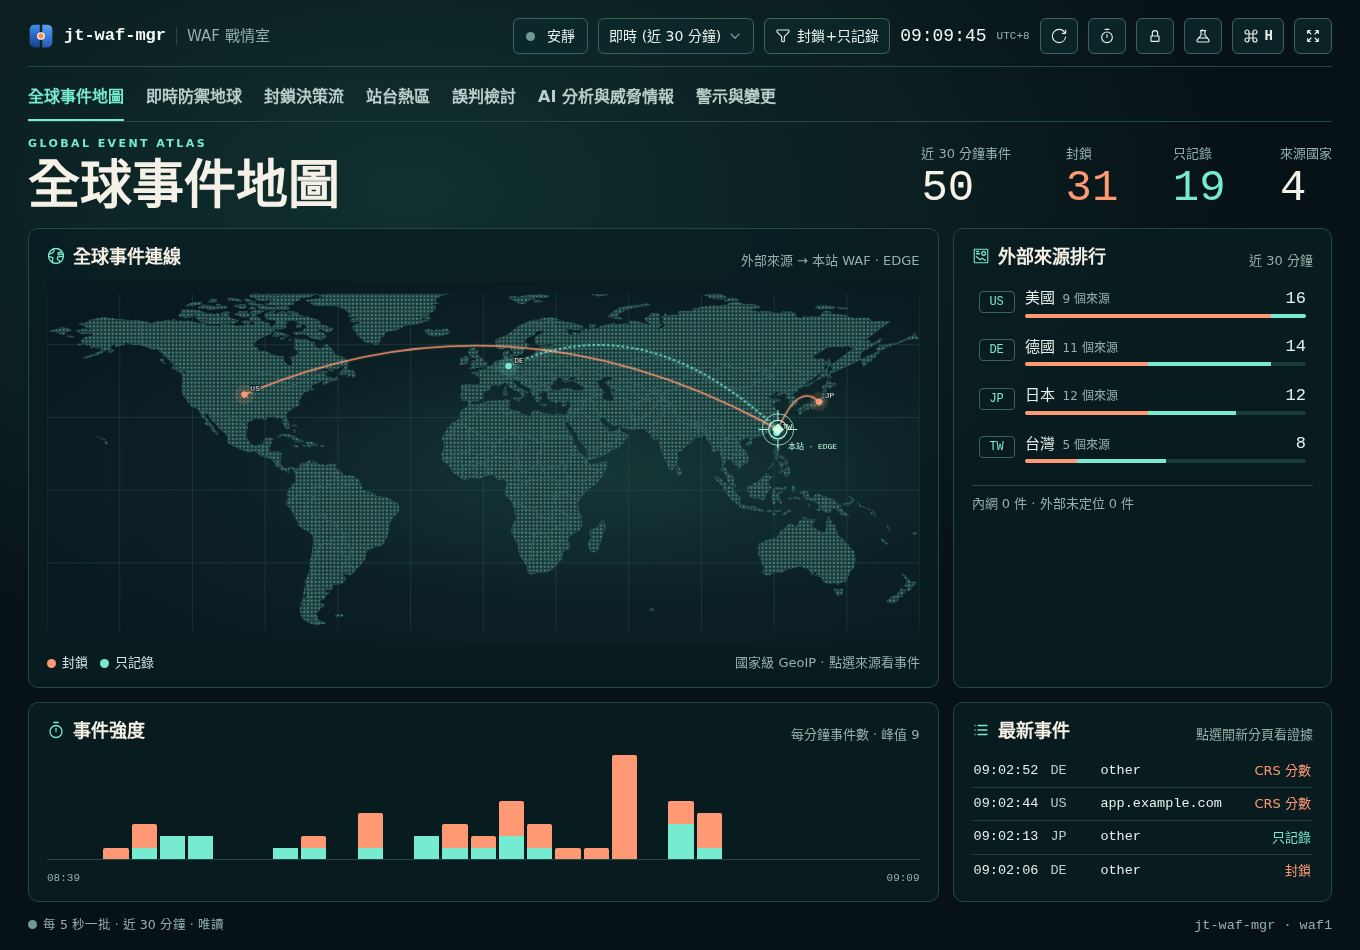 jt-waf-mgr WAF 戰情室 安靜 即時 (近 30 分鐘) 封鎖+只記錄 09:09:45 UTC+8 ⌘ H
全球事件地圖 即時防禦地球 封鎖決策流 站台熱區 誤判檢討 AI 分析與威脅情報 警示與變更
GLOBAL EVENT ATLAS
全球事件地圖
近 30 分鐘事件 封鎖 只記錄 來源國家
50 31 19 4
全球事件連線 外部來源 → 本站 WAF · EDGE
US
DE
JP
本站 · EDGE
封鎖 只記錄 國家級 GeoIP · 點選來源看事件
外部來源排行 近 30 分鐘
US 美國 9 個來源 16
DE 德國 11 個來源 14
JP 日本 12 個來源 12
TW 台灣 5 個來源 8
內網 0 件 · 外部未定位 0 件
事件強度 每分鐘事件數 · 峰值 9
08:39 09:09
最新事件 點選開新分頁看證據
09:02:52 DE other CRS 分數
09:02:44 US app.example.com CRS 分數
09:02:13 JP other 只記錄
09:02:06 DE other 封鎖
每 5 秒一批 · 近 30 分鐘 · 唯讀 jt-waf-mgr · waf1